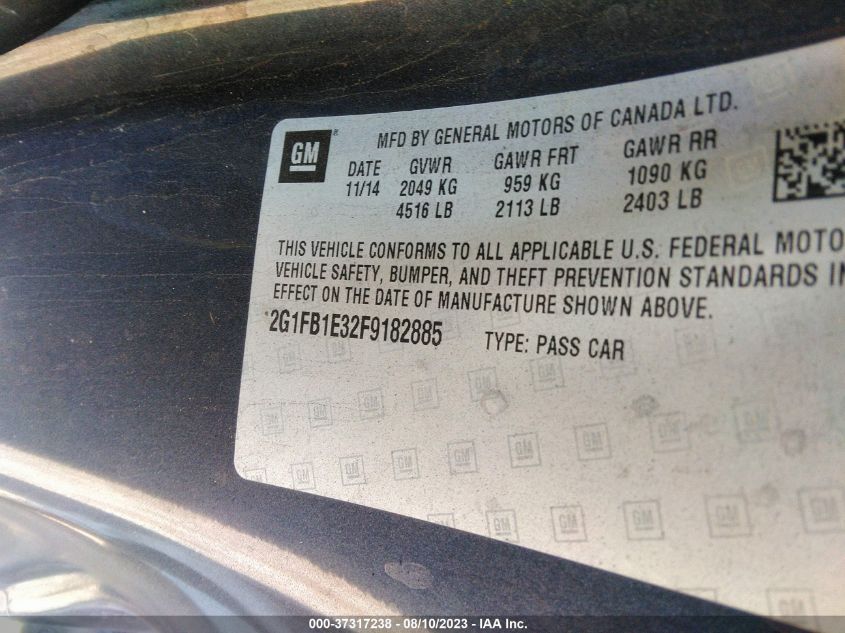 GM ® MFD BY GENERAL MOTORS OF CANADA LTD.
DATE GVWR GAWR FRT GAWR RR
11/14 2049 KG 959 KG 1090 KG
4516 LB 2113 LB 2403 LB
THIS VEHICLE CONFORMS TO ALL APPLICABLE U.S. FEDERAL MOTO
VEHICLE SAFETY, BUMPER, AND THEFT PREVENTION STANDARDS IN
EFFECT ON THE DATE OF MANUFACTURE SHOWN ABOVE.
2G1FB1E32F9182885 TYPE: PASS CAR
000-37317238 - 08/10/2023 - IAA Inc.